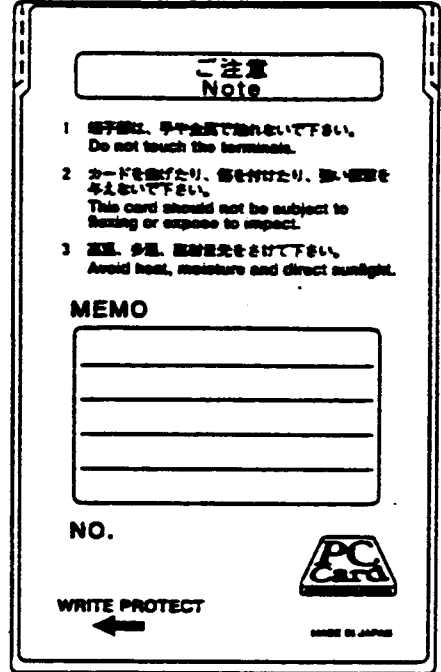 ご注意
Note
1 端子部は、手や金属で触れないで下さい。
Do not touch the terminals.
2 カードを曲げたり、傷を付けたり、強い衝撃を
与えないで下さい。
This card should not be subject to
flexing or expose to impact.
3 高温、多湿、直射日光をさけて下さい。
Avoid heat, moisture and direct sunlight.
MEMO
NO.
PC
Card
WRITE PROTECT
MADE IN JAPAN